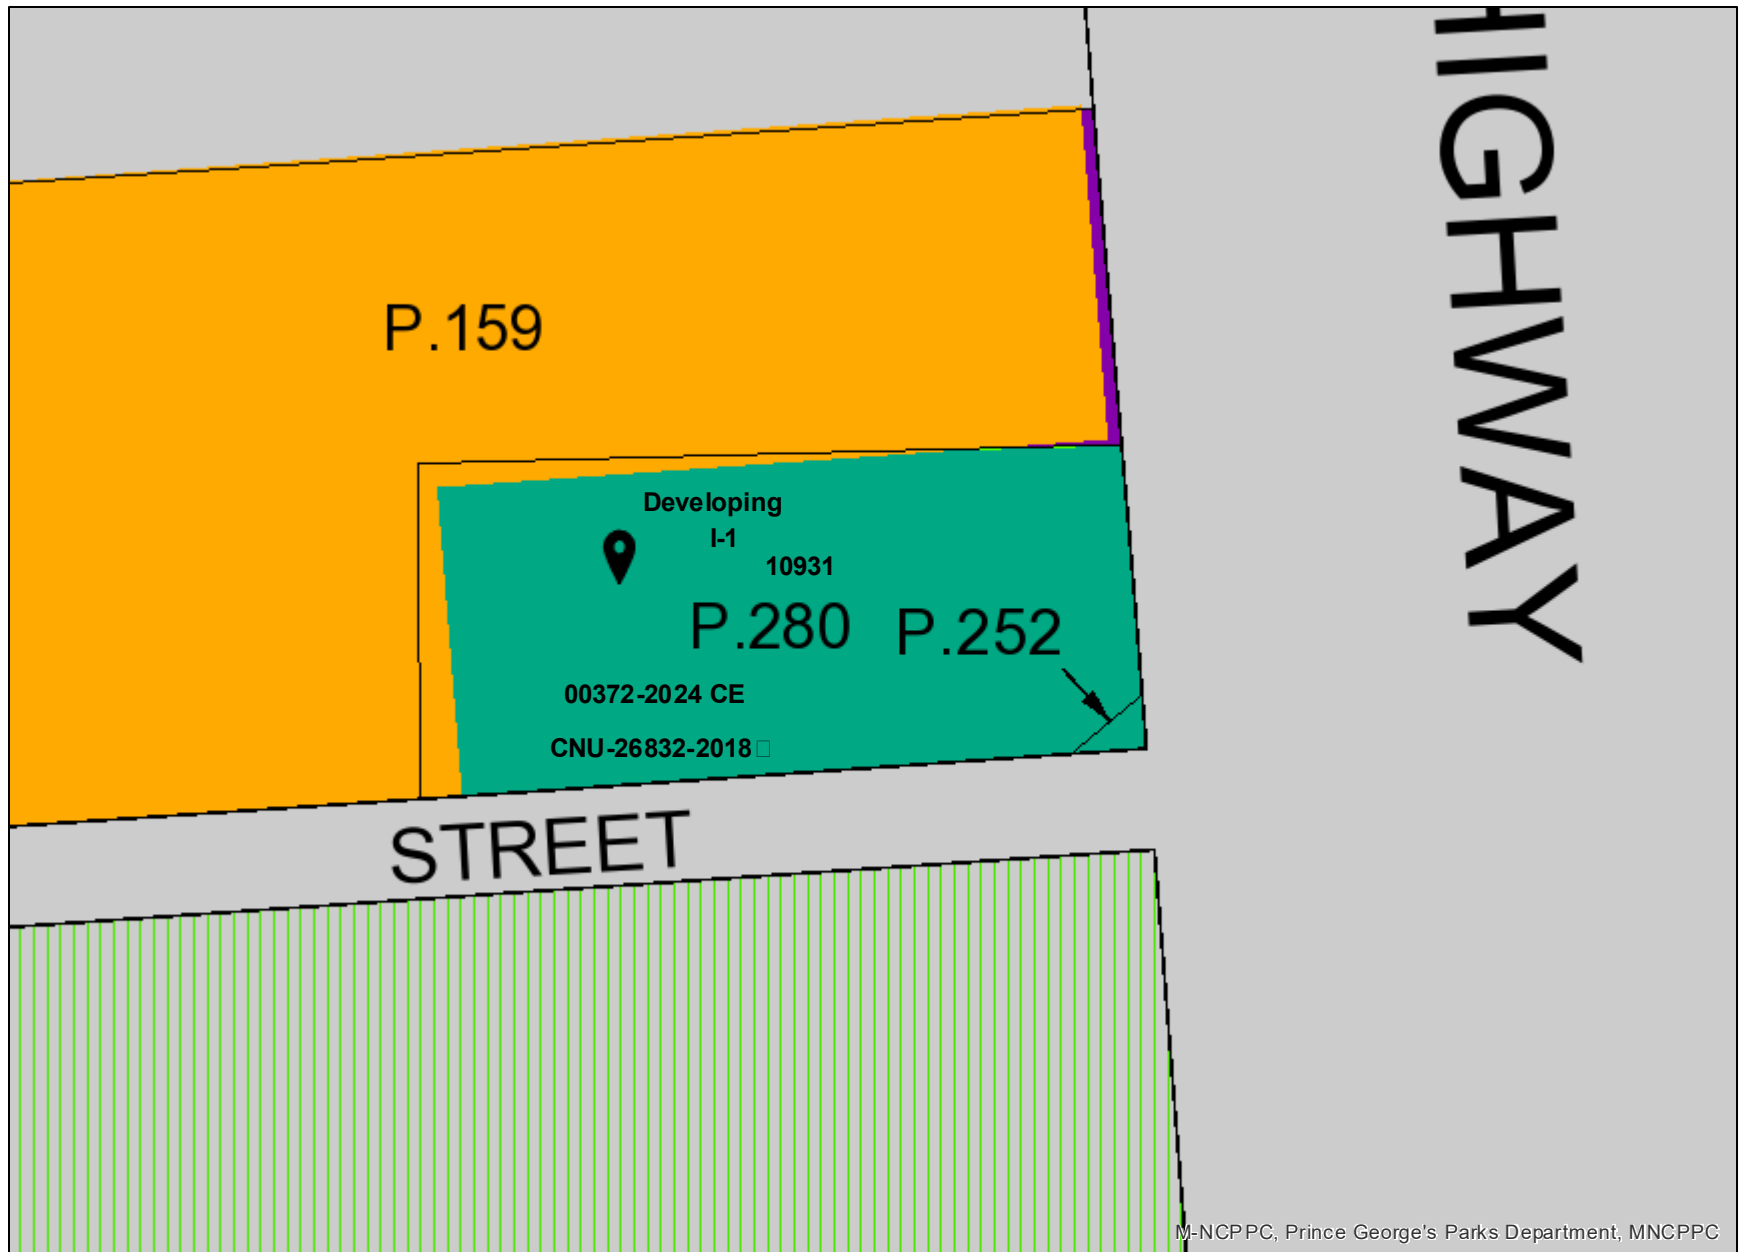 HIGHWAY
P.159
Developing
I-1
10931
P.280
P.252
00372-2024 CE
CNU-26832-2018
STREET
M-NCPPC, Prince George's Parks Department, MNCPPC